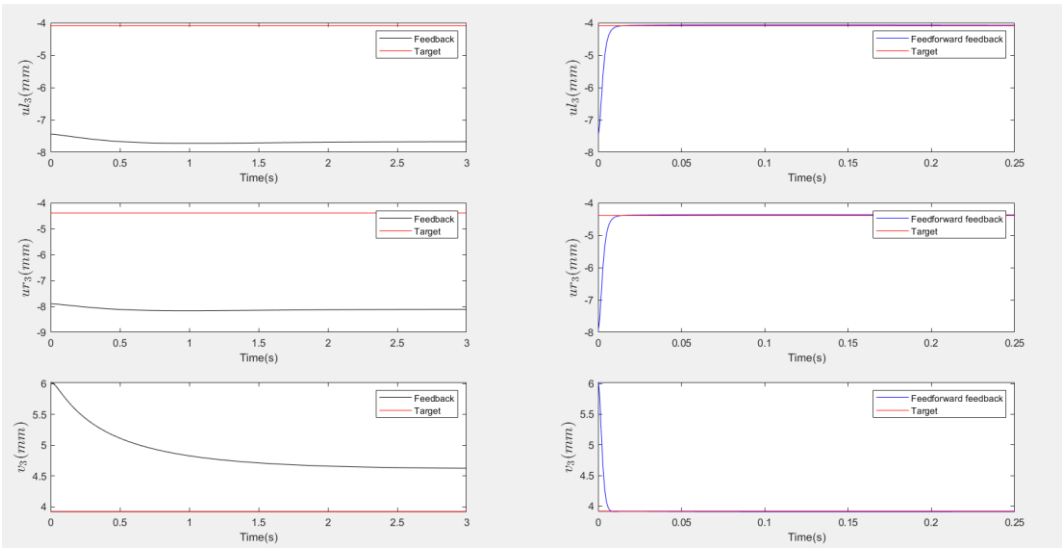 -4
-5
-6
-7
-8
ul₃(mm)
Feedback
Target
0 0.5 1 1.5 2 2.5 3
Time(s)
-4
-5
-6
-7
-8
ul₃(mm)
Feedforward feedback
Target
0 0.05 0.1 0.15 0.2 0.25
Time(s)
-4
-5
-6
-7
-8
-9
ur₃(mm)
Feedback
Target
0 0.5 1 1.5 2 2.5 3
Time(s)
-4
-5
-6
-7
-8
ur₃(mm)
Feedforward feedback
Target
0 0.05 0.1 0.15 0.2 0.25
Time(s)
6
5.5
5
4.5
4
v₃(mm)
Feedback
Target
0 0.5 1 1.5 2 2.5 3
Time(s)
6
5.5
5
4.5
4
v₃(mm)
Feedforward feedback
Target
0 0.05 0.1 0.15 0.2 0.25
Time(s)